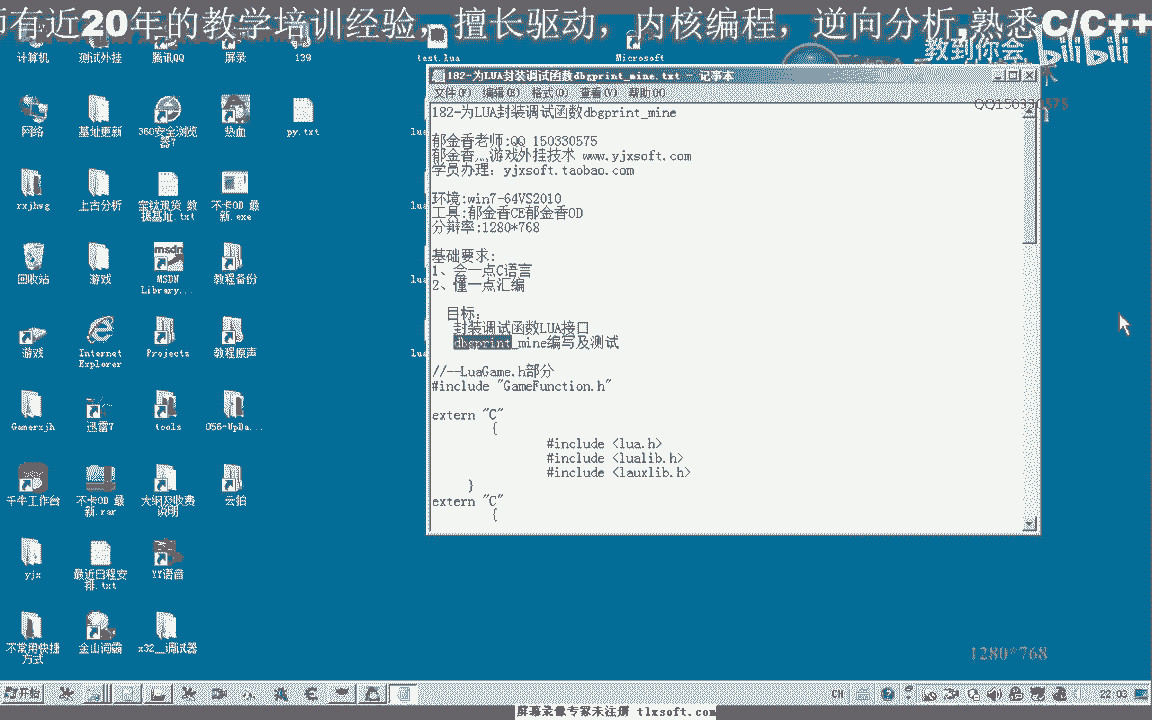 师有近20年的教学培训经验，擅长驱动，内核编程，逆向分析,熟悉C/C++
教到你会
bilibili
QQ150330575
计算机
测试外挂
腾讯QQ
屏录
139
test.lua
Microsoft
网络
基址更新
360安全浏览器7
热血
py.txt
rxjhwg
上古分析
不卡OD 最新.exe
回收站
游戏
MSDN Library...
教程备份
游戏
Internet Explorer
Projects
教程原声
Gamerxjh
迅雷7
tools
056-UpDa...
千牛工作台
不卡OD 最新.rar
大纲及收费说明
云拍
yjx
最近日程安排.txt
YY语音
不常用快捷方式
金山词霸
x32__调试器
182-为LUA封装调试函数dbgprint_mine.txt - 记事本
文件(F) 编辑(E) 格式(O) 查看(V) 帮助(H)
182-为LUA封装调试函数dbgprint_mine
郁金香老师:QQ 150330575
郁金香灬游戏外挂技术 www.yjxsoft.com
学员办理：yjxsoft.taobao.com
环境:win7-64VS2010
工具:郁金香CE郁金香OD
分辩率:1280*768
基础要求:
1、会一点C语言
2、懂一点汇编
目标:
封装调试函数LUA接口
dbgprint_mine编写及测试
//--LuaGame.h部分
#include "GameFunction.h"
extern "C"
{
#include <lua.h>
#include <lualib.h>
#include <lauxlib.h>
}
extern "C"
{
1280*768
开始
CH
22:03
屏幕录像专家未注册 tlxsoft.com